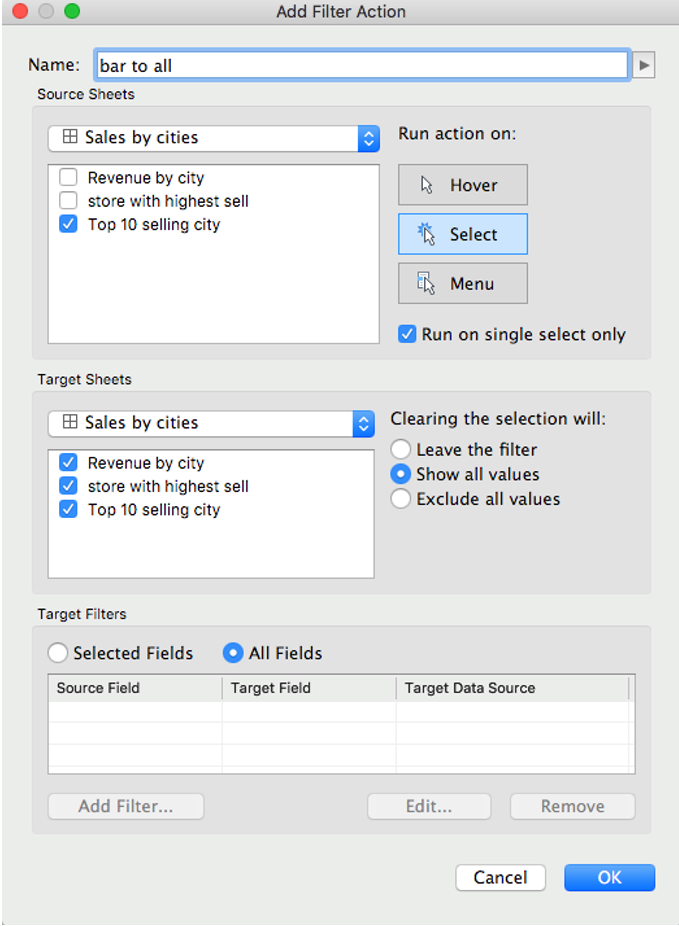 Add Filter Action
Name: bar to all
Source Sheets
Sales by cities
Revenue by city
store with highest sell
Top 10 selling city
Run action on:
Hover
Select
Menu
Run on single select only
Target Sheets
Sales by cities
Revenue by city
store with highest sell
Top 10 selling city
Clearing the selection will:
Leave the filter
Show all values
Exclude all values
Target Filters
Selected Fields All Fields
Source Field Target Field Target Data Source
Add Filter... Edit... Remove
Cancel OK